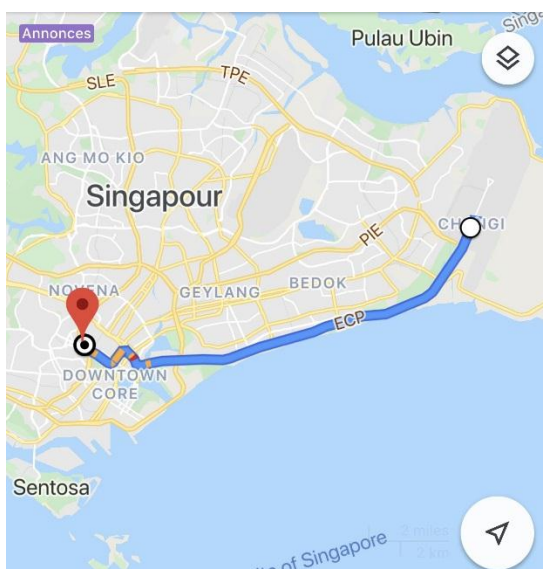 Annonces
Pulau Ubin
SLE
TPE
ANG MO KIO
Singapour
PIE
NOVENA
GEYLANG
BEDOK
ECP
DOWNTOWN
CORE
Sentosa
2 miles
2 km
of Singapore